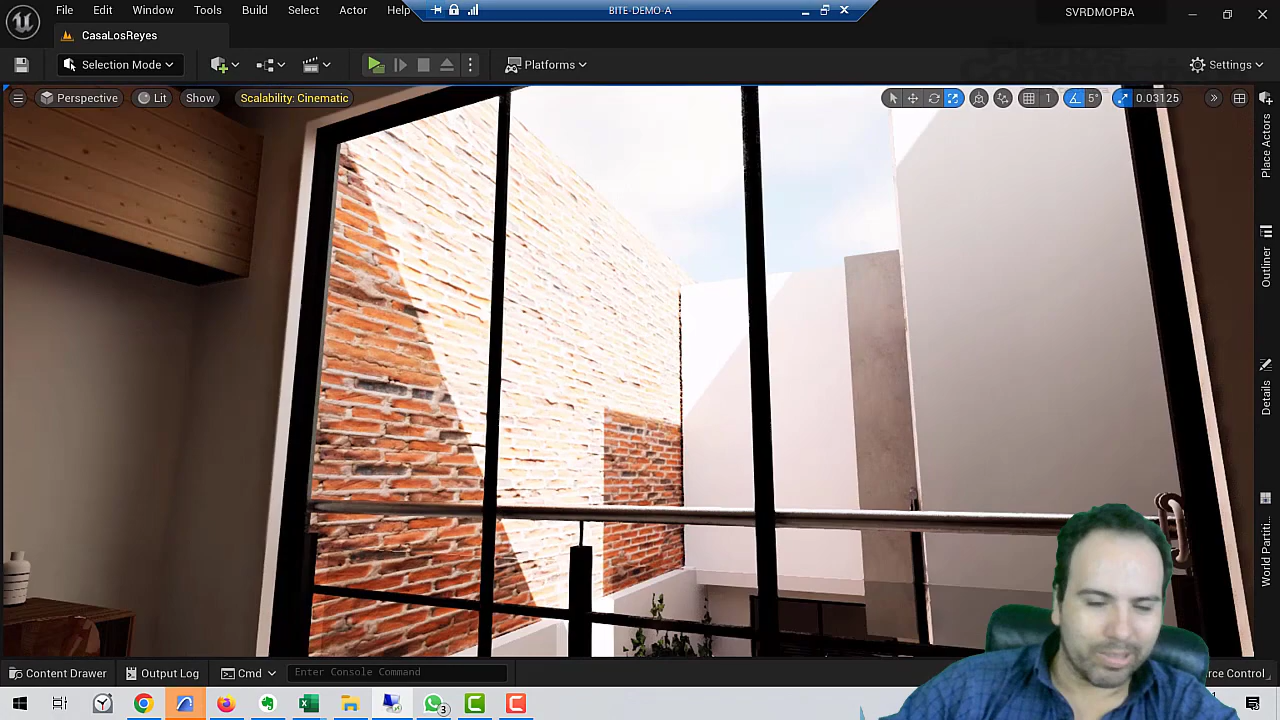 File Edit Window Tools Build Select Actor Help
BITE-DEMO-A
SVRDMOPBA
CasaLosReyes
Selection Mode
Platforms
Settings
Perspective Lit Show Scalability: Cinematic
1 5° 0.03125
Place Actors
Outliner
Details
World Partiti..
Content Drawer Output Log Cmd Enter Console Command
rce Control
3